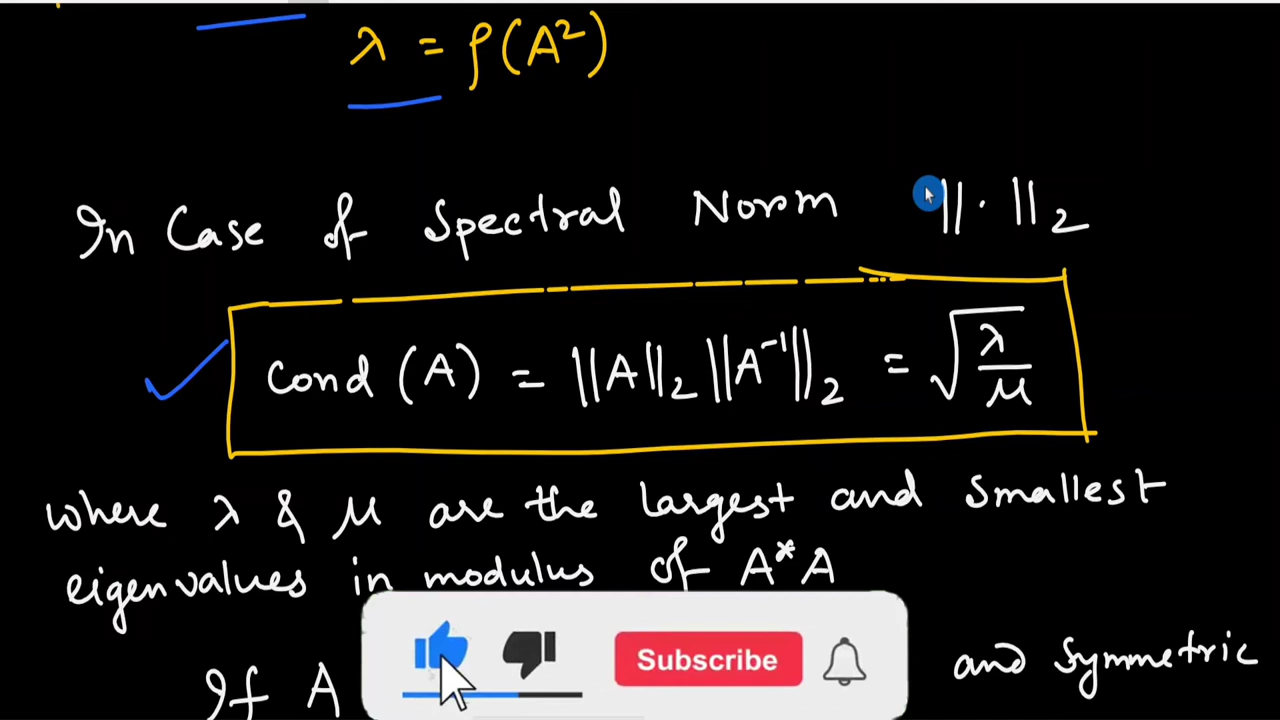 λ = ρ(A²)
In Case of Spectral Norm ||·||₂
Cond (A) = ||A||₂ ||A⁻¹||₂ = √(λ/μ)
where λ & μ are the largest and smallest
eigenvalues in modulus of A*A
Subscribe
If A and symmetric